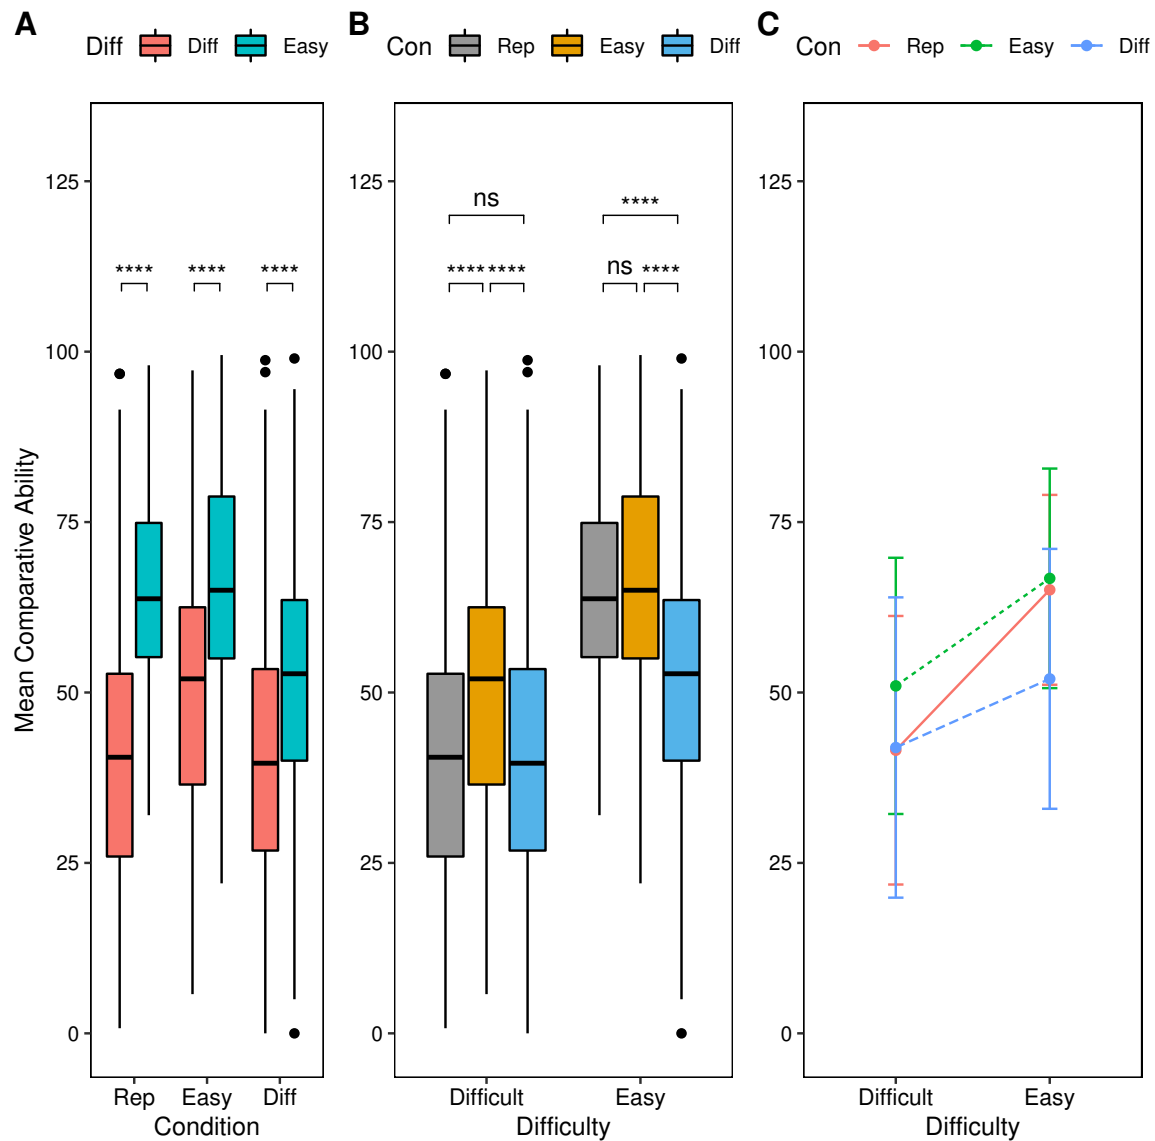 A
Diff Diff Easy
Mean Comparative Ability
125
100
75
50
25
0
****
****
****
Rep Easy Diff
Condition
B
Con Rep Easy Diff
125
100
75
50
25
0
ns
****
**** ****
ns ****
Difficult Easy
Difficulty
C
Con Rep Easy Diff
125
100
75
50
25
0
Difficult Easy
Difficulty